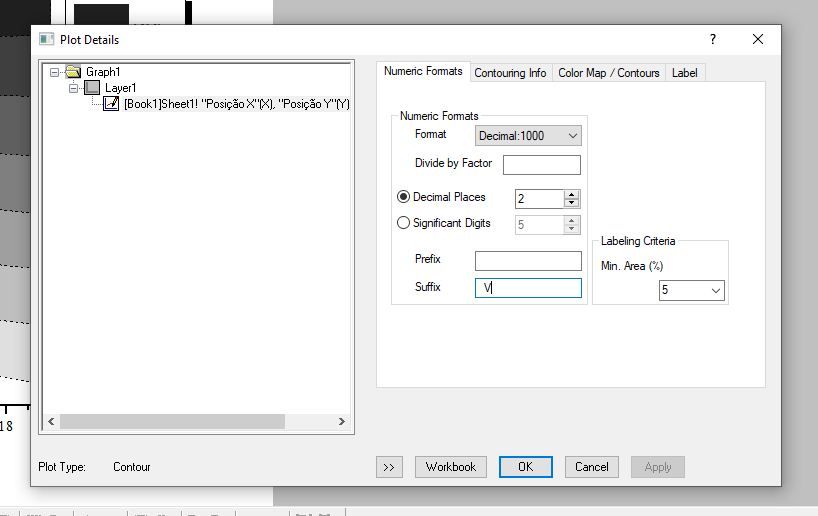 Plot Details
?
Graph1
Layer1
[Book1]Sheet1! "Posição X"(X), "Posição Y"(Y)
Numeric Formats
Contouring Info
Color Map / Contours
Label
Numeric Formats
Format
Decimal:1000
Divide by Factor
Decimal Places
2
Significant Digits
5
Prefix
Suffix
V
Labeling Criteria
Min. Area (%)
5
18
Plot Type:
Contour
>>
Workbook
OK
Cancel
Apply